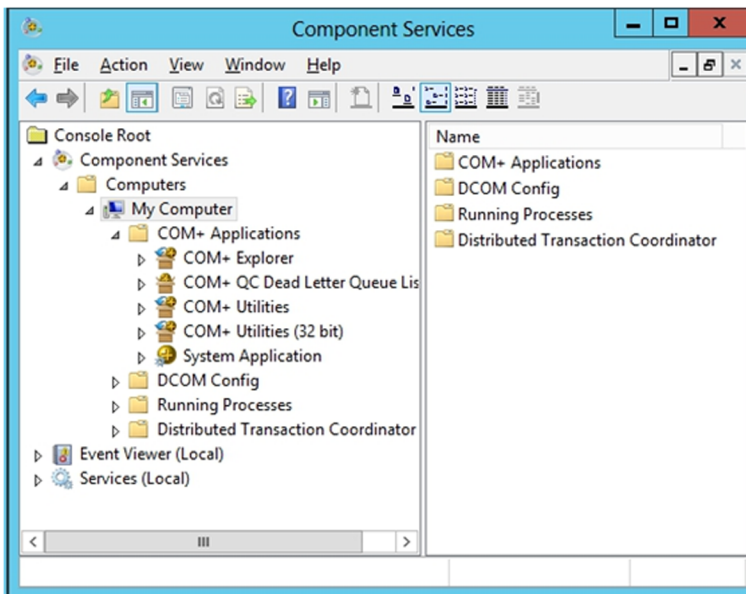 Component Services
File Action View Window Help
Console Root
Component Services
Computers
My Computer
COM+ Applications
COM+ Explorer
COM+ QC Dead Letter Queue Lis
COM+ Utilities
COM+ Utilities (32 bit)
System Application
DCOM Config
Running Processes
Distributed Transaction Coordinator
Event Viewer (Local)
Services (Local)
Name
COM+ Applications
DCOM Config
Running Processes
Distributed Transaction Coordinator